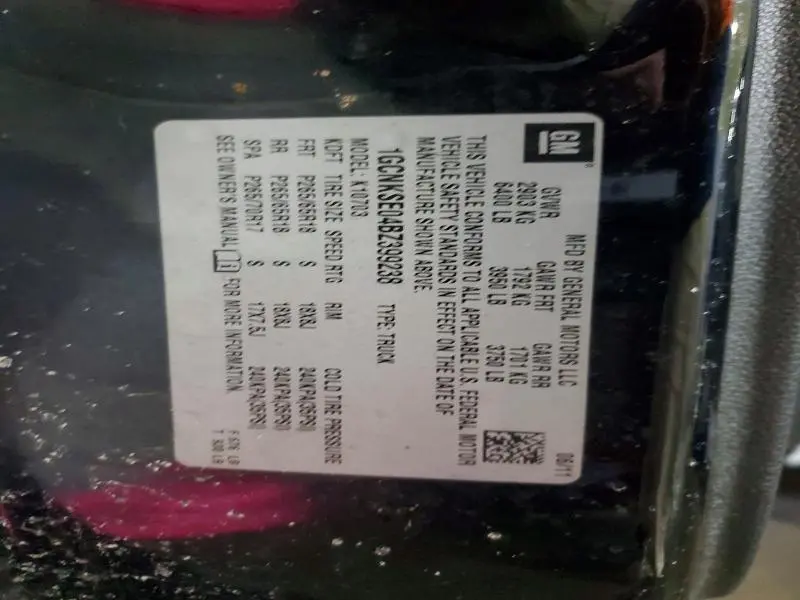 GM
MFD BY GENERAL MOTORS LLC 06/11
GVWR GAWR FRT GAWR RR
2903 KG 1792 KG 1701 KG
6400 LB 3950 LB 3750 LB
THIS VEHICLE CONFORMS TO ALL APPLICABLE U.S. FEDERAL MOTOR
VEHICLE SAFETY STANDARDS IN EFFECT ON THE DATE OF
MANUFACTURE SHOWN ABOVE.
1GCNKSE04BZ399238 TYPE: TRUCK
MODEL: K10703
TIRE SIZE SPEED RTG RIM COLD TIRE PRESSURE
FRT P265/65R18 S 18X8J 240KPA(35PSI)
RR P265/65R18 S 18X8J 240KPA(35PSI)
SPA P265/70R17 S 17X7.5J 240KPA(35PSI)
SEE OWNER'S MANUAL FOR MORE INFORMATION.